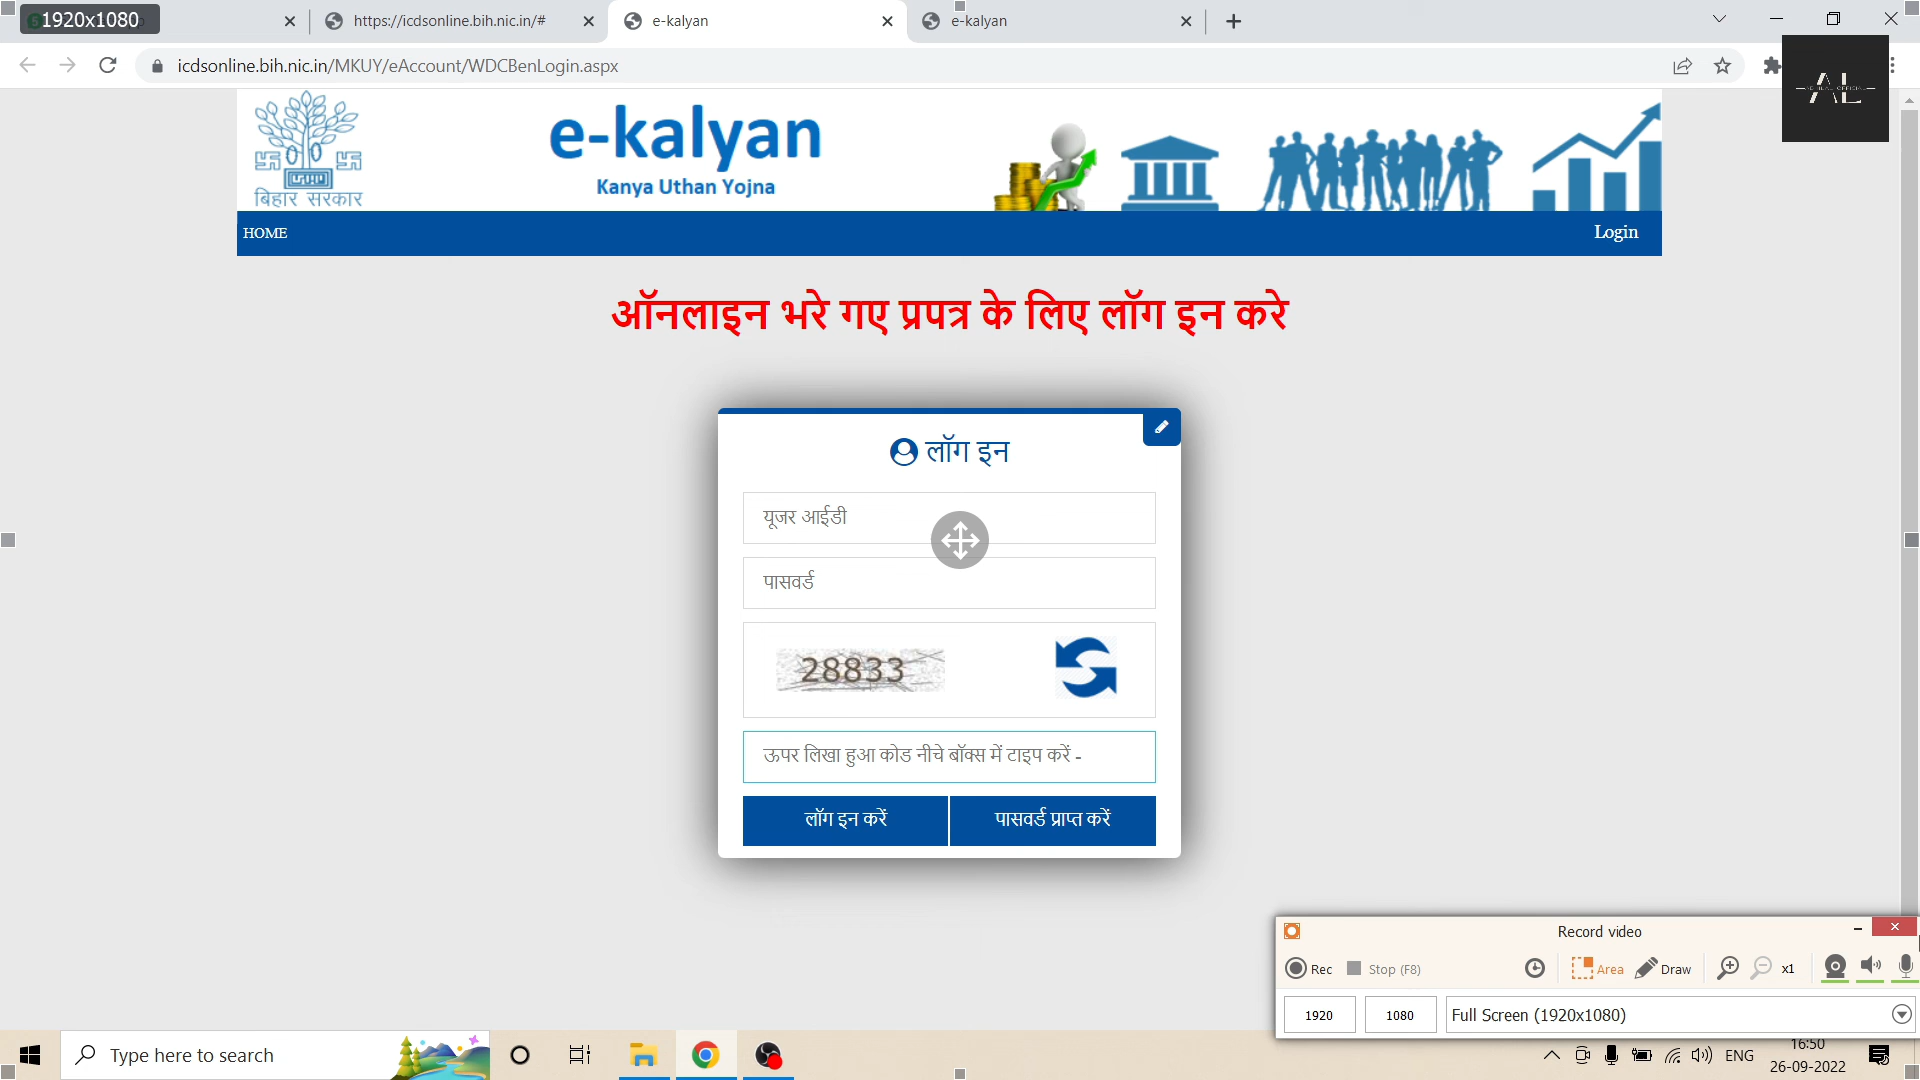 1920x1080
https://icdsonline.bih.nic.in/#
e-kalyan
e-kalyan
icdsonline.bih.nic.in/MKUY/eAccount/WDCBenLogin.aspx
AL
बिहार सरकार
e-kalyan
Kanya Uthan Yojna
HOME
Login
ऑनलाइन भरे गए प्रपत्र के लिए लॉग इन करे
लॉग इन
यूजर आईडी
पासवर्ड
28833
ऊपर लिखा हुआ कोड नीचे बॉक्स में टाइप करें -
लॉग इन करें
पासवर्ड प्राप्त करें
Record video
Rec
Stop (F8)
Area
Draw
x1
1920
1080
Full Screen (1920x1080)
Type here to search
ENG
16:50
26-09-2022